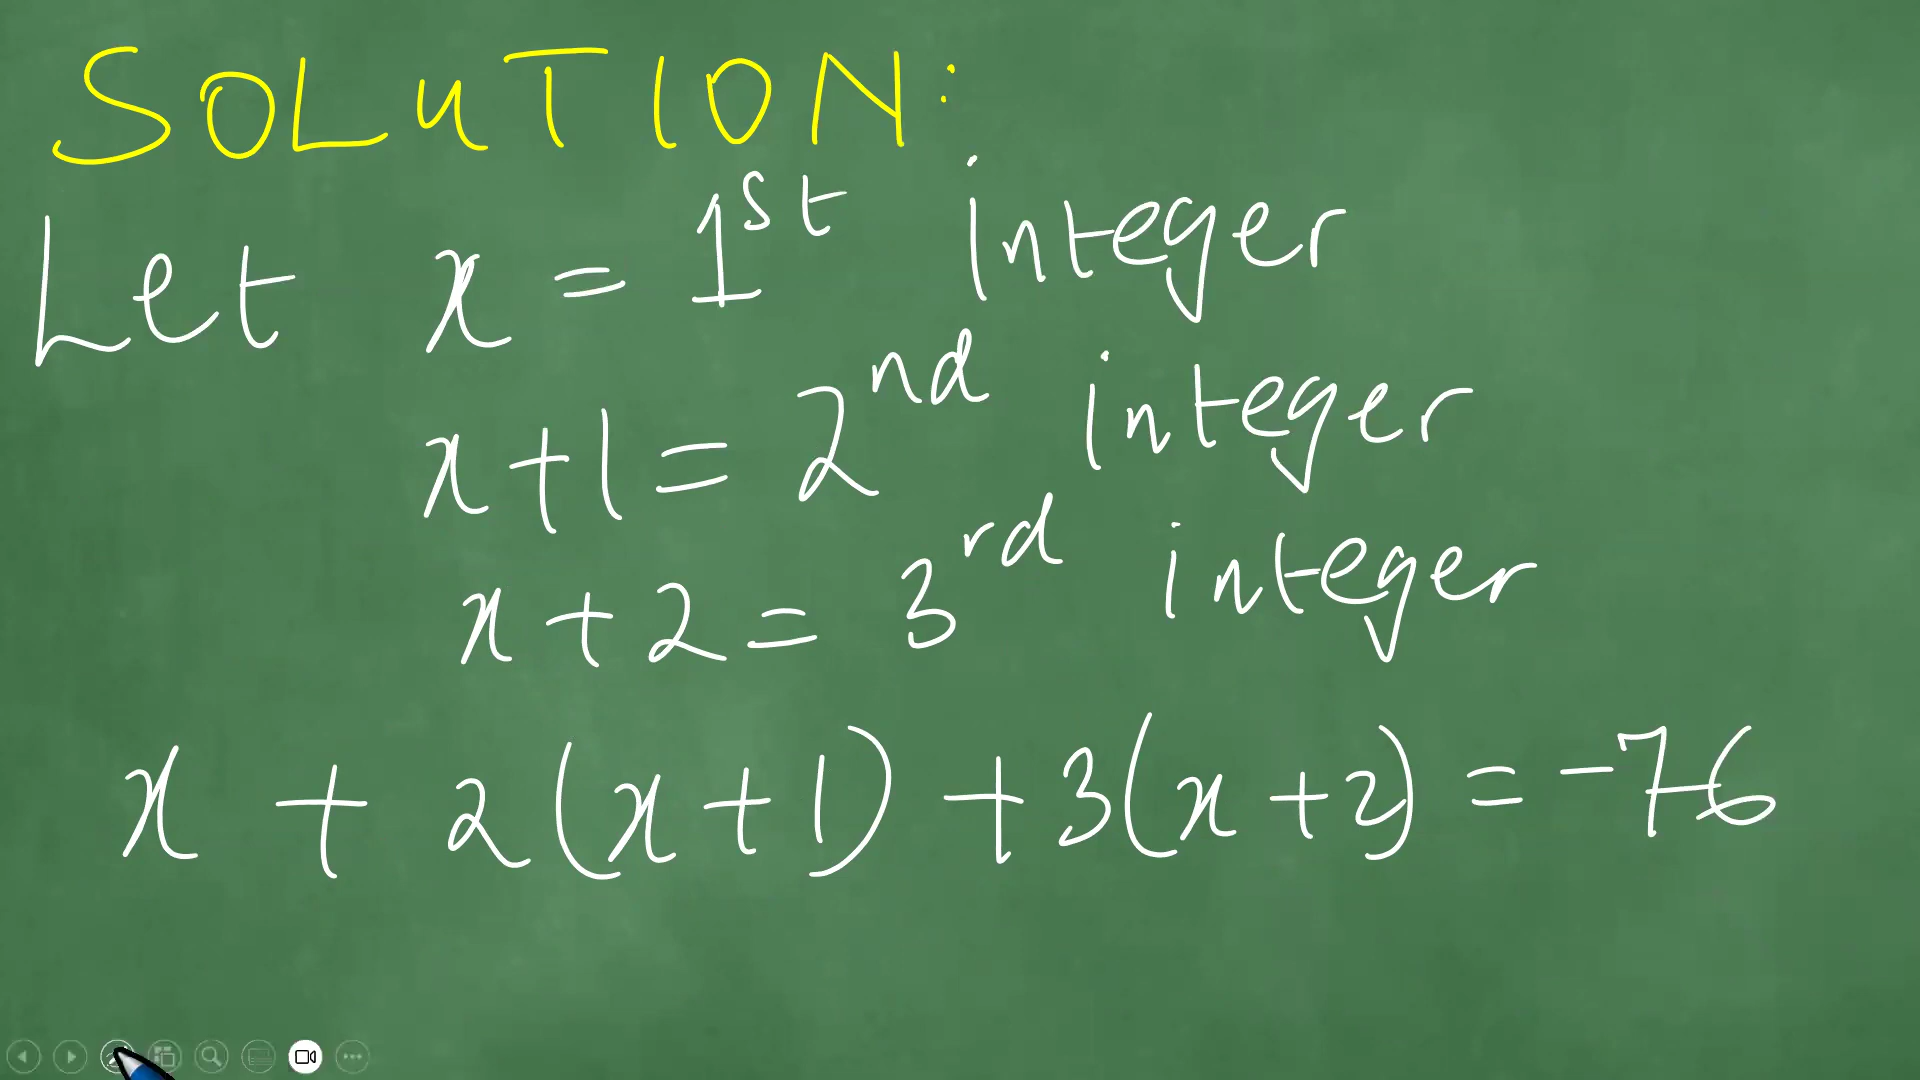 SOLUTION:
Let x = 1st integer
x+1 = 2nd integer
x+2 = 3rd integer
x + 2(x+1) + 3(x+2) = -76